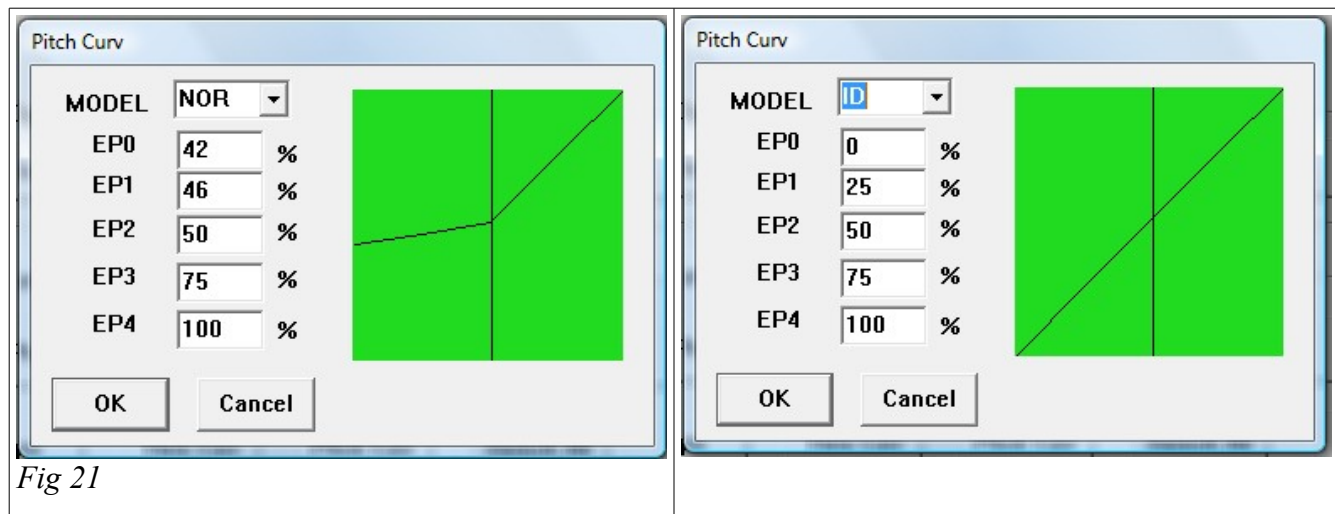 Pitch Curv
MODEL NOR
EP0 42 %
EP1 46 %
EP2 50 %
EP3 75 %
EP4 100 %
OK Cancel
Fig 21
Pitch Curv
MODEL ID
EP0 0 %
EP1 25 %
EP2 50 %
EP3 75 %
EP4 100 %
OK Cancel